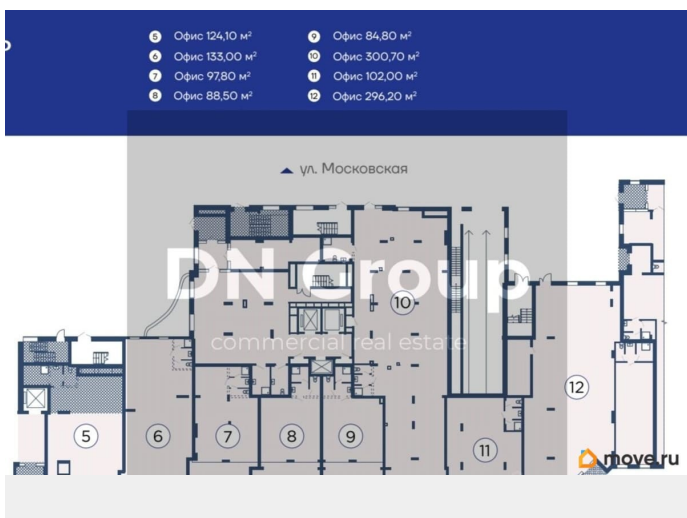 5 Офис 124,10 м²
6 Офис 133,00 м²
7 Офис 97,80 м²
8 Офис 88,50 м²
9 Офис 84,80 м²
10 Офис 300,70 м²
11 Офис 102,00 м²
12 Офис 296,20 м²
ул. Московская
DN Group
commercial real estate
10
12
5
6
7
8
9
11
move.ru